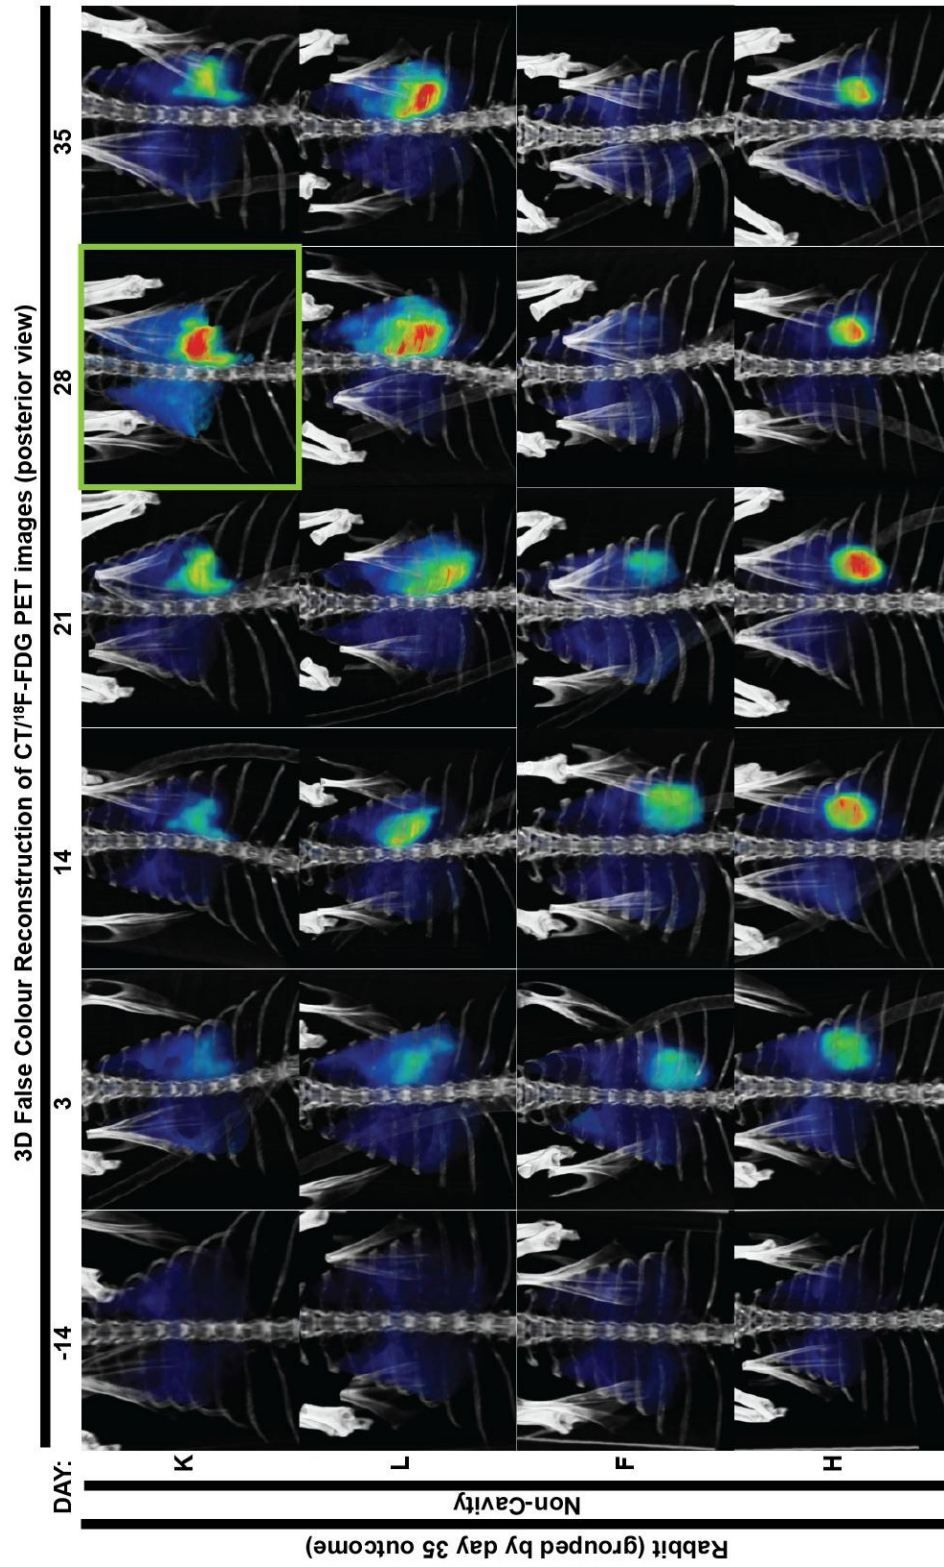 3D False Colour Reconstruction of CT/¹⁸F-FDG PET images (posterior view)
DAY: -14 3 14 21 28 35
Rabbit (grouped by day 35 outcome)
Non-Cavity
K
L
F
H